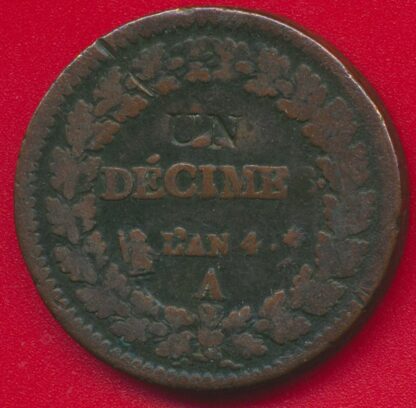 UN
DÉCIME
L'AN 4.
A